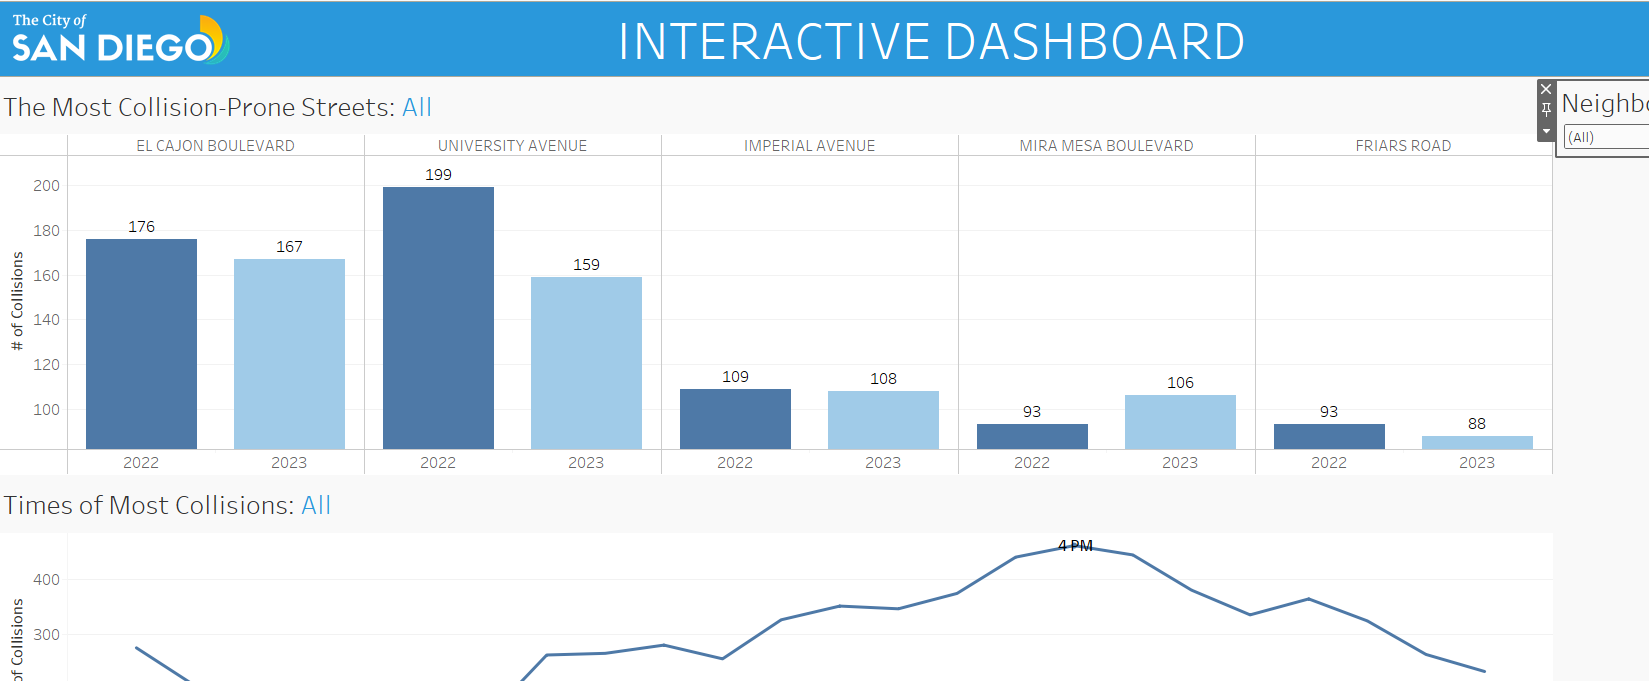 The City of
SAN DIEGO
INTERACTIVE DASHBOARD
The Most Collision-Prone Streets: All
Neighbo
(All)
EL CAJON BOULEVARD
UNIVERSITY AVENUE
IMPERIAL AVENUE
MIRA MESA BOULEVARD
FRIARS ROAD
# of Collisions
200
180
160
140
120
100
176
167
199
159
109
108
93
106
93
88
2022
2023
2022
2023
2022
2023
2022
2023
2022
2023
Times of Most Collisions: All
of Collisions
400
300
4 PM